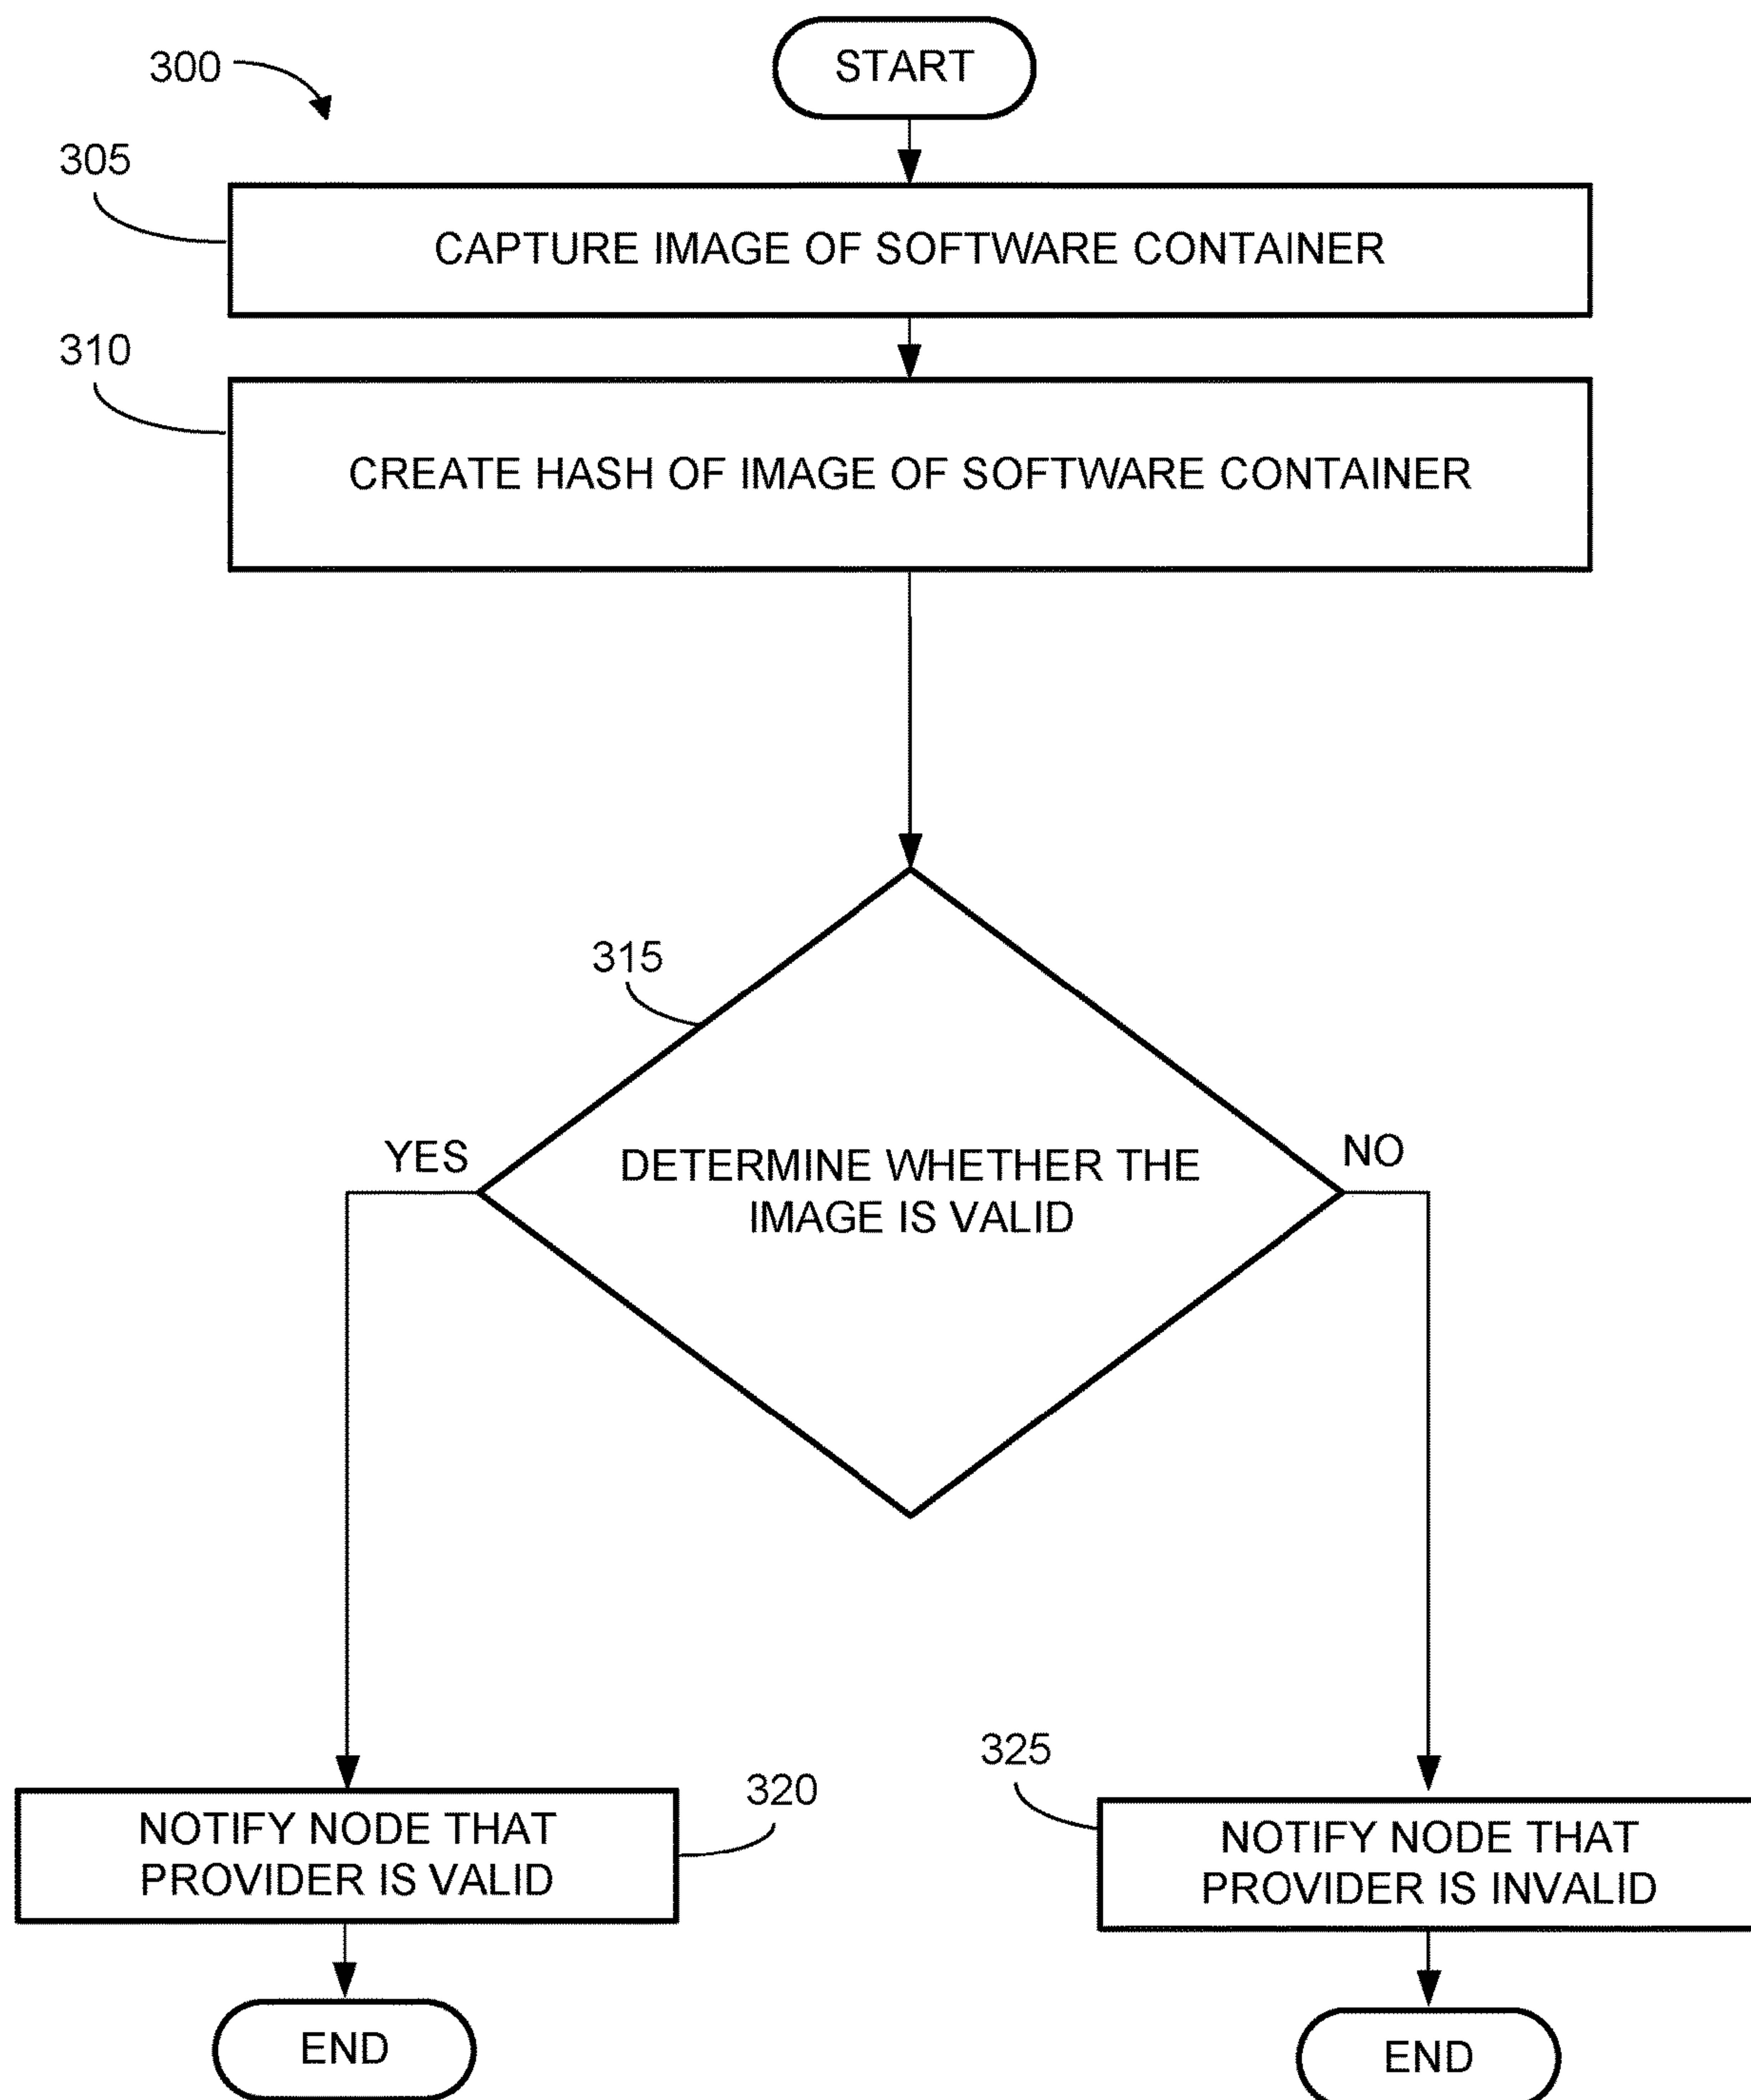 START
300
305
CAPTURE IMAGE OF SOFTWARE CONTAINER
310
CREATE HASH OF IMAGE OF SOFTWARE CONTAINER
315
YES
NO
DETERMINE WHETHER THE
IMAGE IS VALID
320
NOTIFY NODE THAT
PROVIDER IS VALID
325
NOTIFY NODE THAT
PROVIDER IS INVALID
END
END